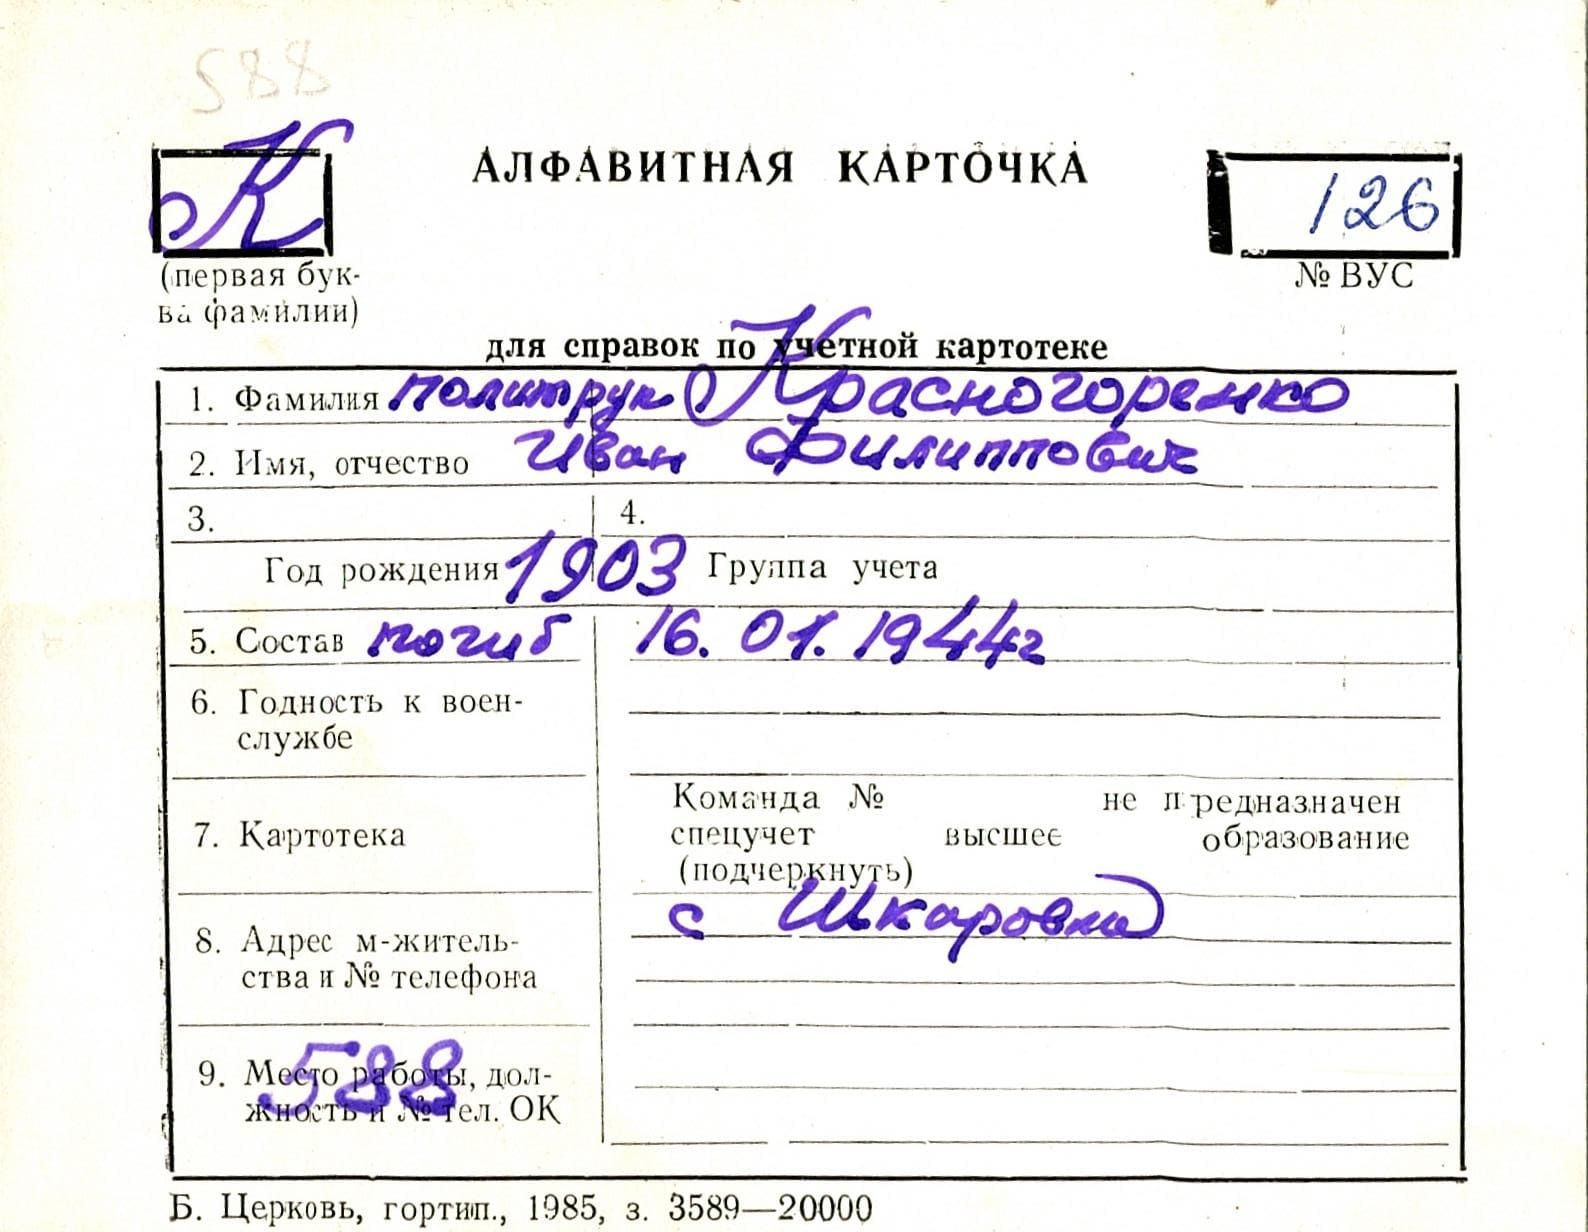 588
К
АЛФАВИТНАЯ КАРТОЧКА
126
(первая бук-
ва фамилии)
№ ВУС
для справок по учетной картотеке
1. Фамилия политрук Красногоренко
2. Имя, отчество Иван Филиппович
3. 4.
Год рождения 1903 Группа учета
5. Состав погиб 16.01.1944г
6. Годность к воен-
службе
Команда № не предназначен
7. Картотека спецучет высшее образование
(подчеркнуть)
с Шкаровка
8. Адрес м-житель-
ства и № телефона
588
9. Место работы, дол-
жность и № тел. ОК
Б. Церковь, гортип., 1985, з. 3589—20000